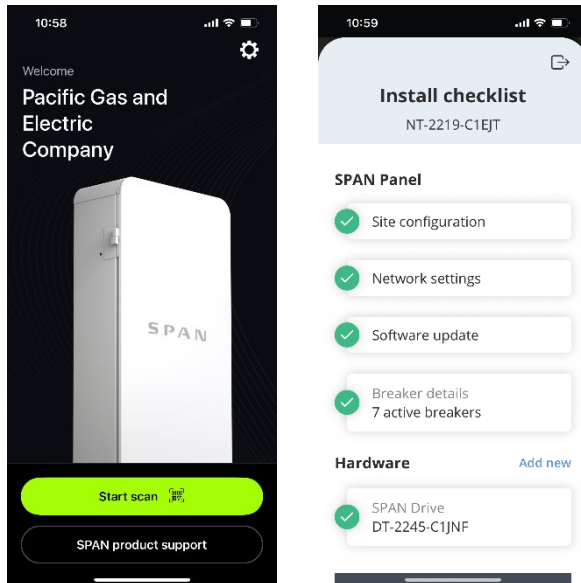 10:58
Welcome
Pacific Gas and
Electric
Company
SPAN
Start scan
SPAN product support
10:59
Install checklist
NT-2219-C1EJT
SPAN Panel
Site configuration
Network settings
Software update
Breaker details
7 active breakers
Hardware
Add new
SPAN Drive
DT-2245-C1JNF